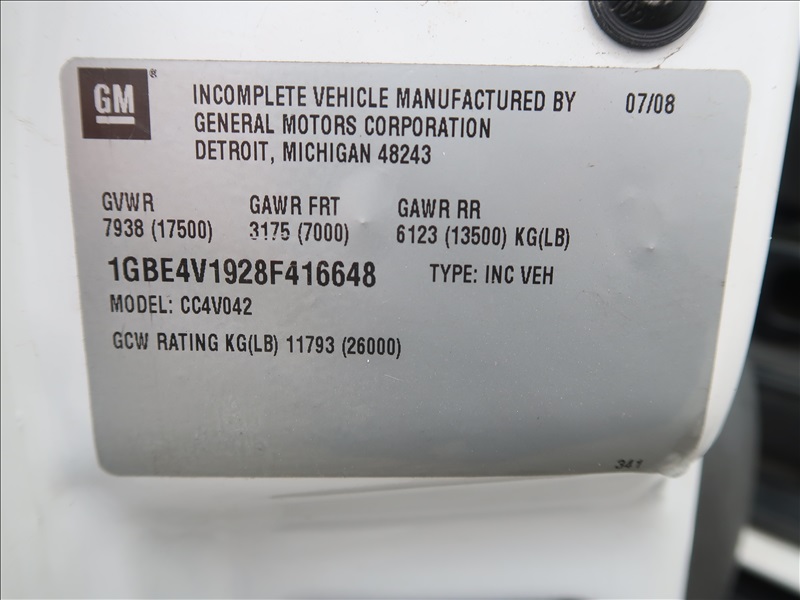 GM® INCOMPLETE VEHICLE MANUFACTURED BY 07/08
GENERAL MOTORS CORPORATION
DETROIT, MICHIGAN 48243
GVWR GAWR FRT GAWR RR
7938 (17500) 3175 (7000) 6123 (13500) KG(LB)
1GBE4V1928F416648 TYPE: INC VEH
MODEL: CC4V042
GCW RATING KG(LB) 11793 (26000)
341